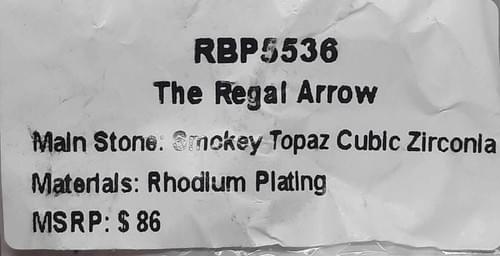 RBP5536
The Regal Arrow
Main Stone: Smokey Topaz Cubic Zirconia
Materials: Rhodium Plating
MSRP: $ 86